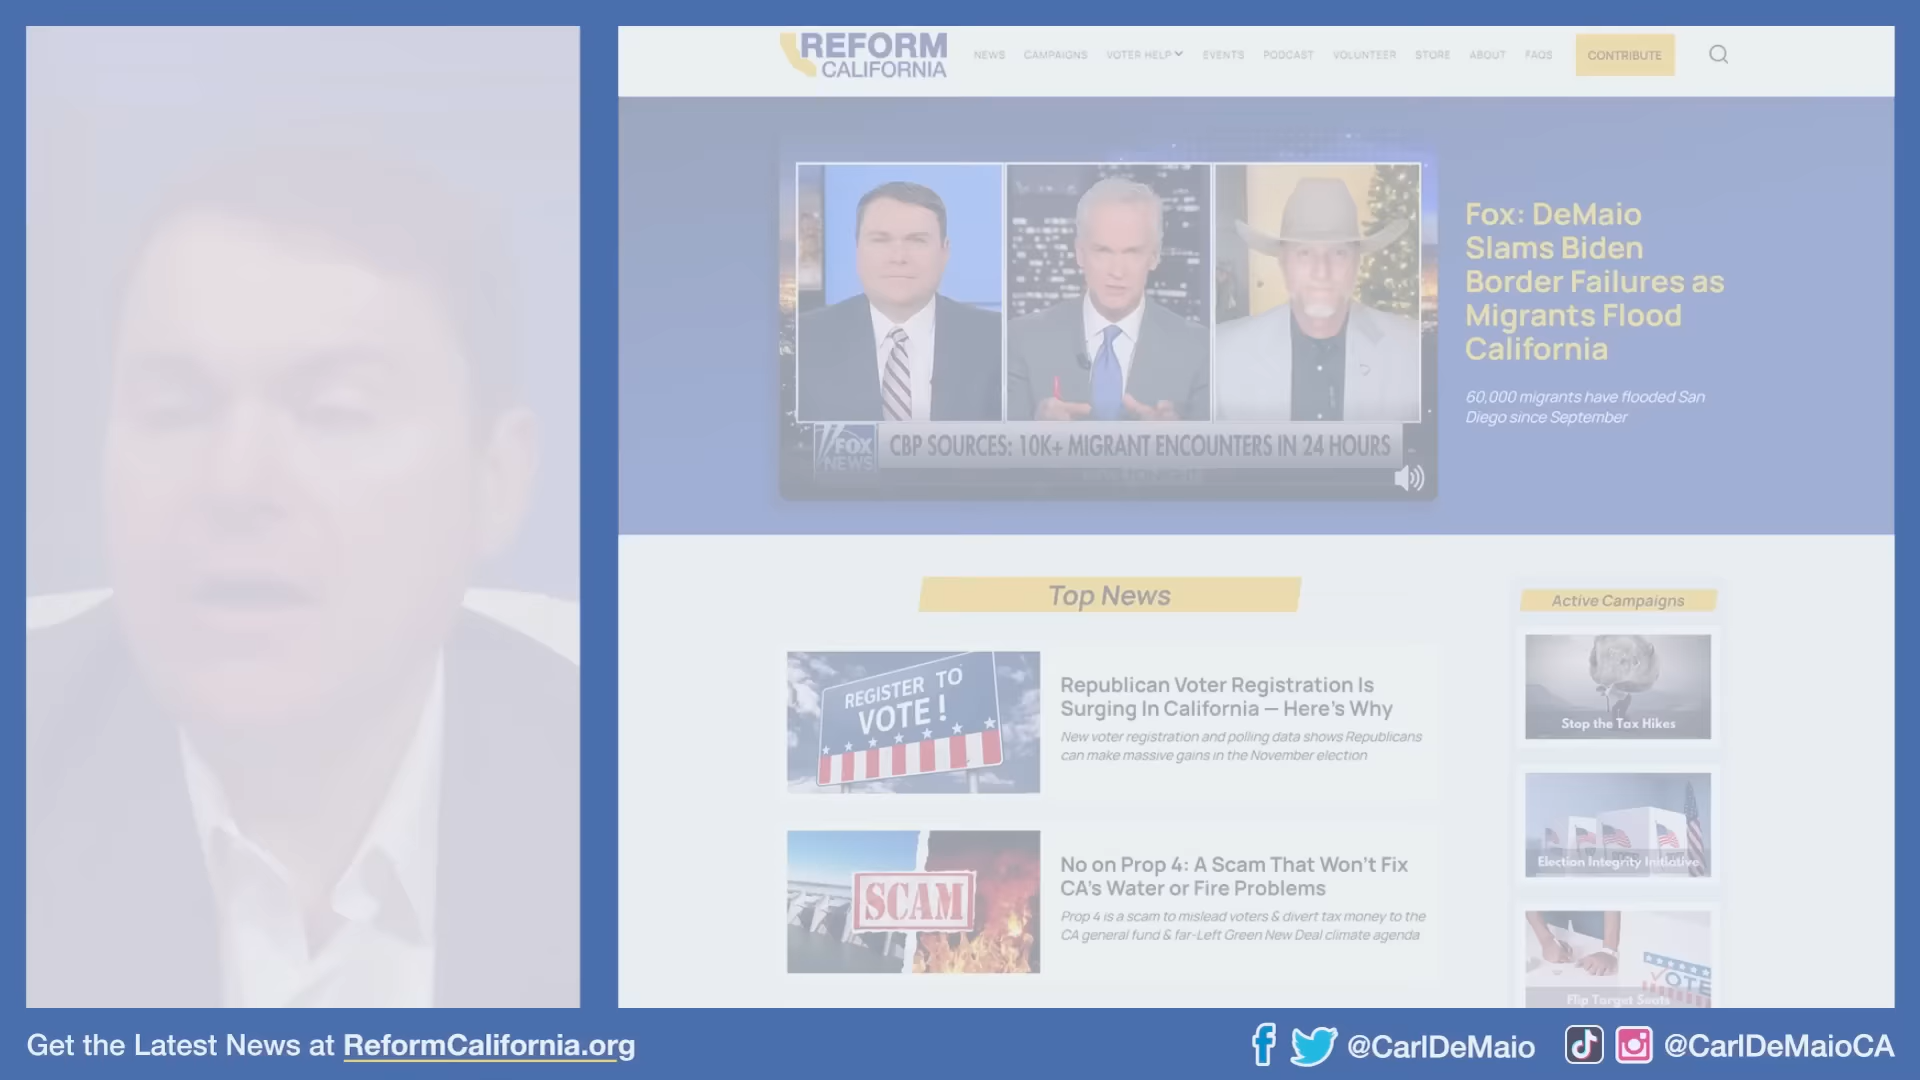 REFORM
CALIFORNIA
NEWS CAMPAIGNS VOTER HELP EVENTS PODCAST VOLUNTEER STORE ABOUT FAQS CONTRIBUTE
Fox: DeMaio
Slams Biden
Border Failures as
Migrants Flood
California
60,000 migrants have flooded San
Diego since September
FOX
NEWS
CBP SOURCES: 10K+ MIGRANT ENCOUNTERS IN 24 HOURS
Top News
REGISTER TO
VOTE!
Republican Voter Registration Is
Surging In California — Here's Why
New voter registration and polling data shows Republicans
can make massive gains in the November election
SCAM
No on Prop 4: A Scam That Won't Fix
CA's Water or Fire Problems
Prop 4 is a scam to mislead voters & divert tax money to the
CA general fund & far-Left Green New Deal climate agenda
Active Campaigns
Stop the Tax Hikes
Election Integrity Initiative
VOTE
Flip Target Seats
Get the Latest News at ReformCalifornia.org
@CarlDeMaio
@CarlDeMaioCA